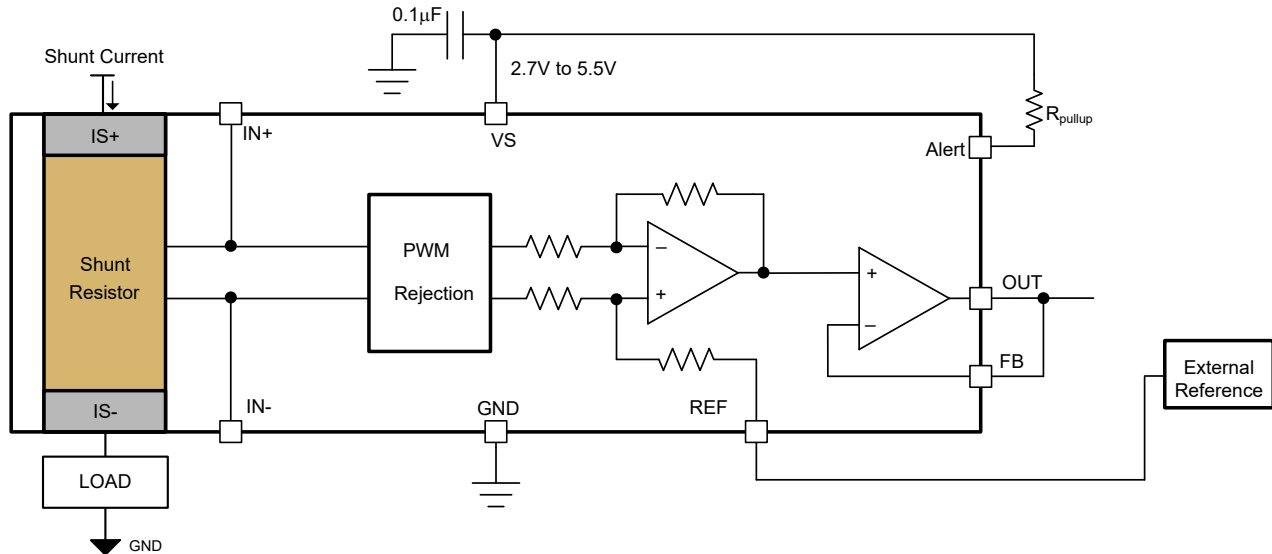 0.1μF
Shunt Current
2.7V to 5.5V
Rpullup
IS+
IN+
VS
Alert
PWM
Rejection
Shunt
Resistor
−
+
+
−
OUT
FB
External
Reference
IS-
IN-
GND
REF
LOAD
GND